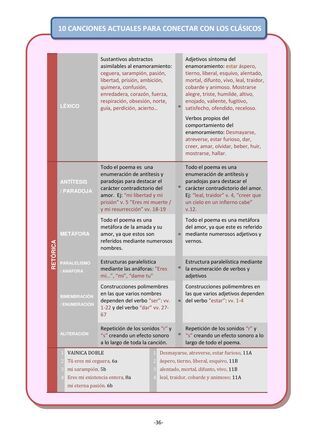 10 CANCIONES ACTUALES PARA CONECTAR CON LOS CLÁSICOS
LÉXICO
Sustantivos abstractos
asimilables al enamoramiento:
ceguera, sarampión, pasión,
libertad, prisión, ambición,
quimera, confusión,
enredadera, corazón, fuerza,
respiración, obsesión, norte,
guía, perdición, acierto…
Adjetivos síntoma del
enamoramiento: estar áspero,
tierno, liberal, esquivo, alentado,
mortal, difunto, vivo, leal, traidor,
cobarde y animoso. Mostrarse
alegre, triste, humilde, altivo,
enojado, valiente, fugitivo,
satisfecho, ofendido, receloso.
Verbos propios del
comportamiento del
enamoramiento: Desmayarse,
atreverse, estar furioso, dar,
creer, amar, olvidar, beber, huir,
mostrarse, hallar.
RETÓRICA
ANTÍTESIS
/ PARADOJA
Todo el poema es una
enumeración de antítesis y
paradojas para destacar el
carácter contradictorio del
amor. Ej: "mi libertad y mi
prisión" v. 5 "Eres mi muerte /
y mi resurrección" vv. 18-19
Todo el poema es una
enumeración de antítesis y
paradojas para destacar el
carácter contradictorio del amor.
Ej: "leal, traidor" v. 4, "creer que
un cielo en un infierno cabe"
v.12.
METÁFORA
Todo el poema es una
metáfora de la amada y su
amor, ya que estos son
referidos mediante numerosos
nombres.
Todo el poema es una metáfora
del amor, ya que este es referido
mediante numerosos adjetivos y
vernos.
PARALELISMO
/ ANÁFORA
Estructuras paralelística
mediante las anáforas: "Eres
mi…", "mi", "dame tu"
Estructura paralelística mediante
la enumeración de verbos y
adjetivos
BIMEMBRACIÓN
/ ENUMERACIÓN
Construcciones polimembres
en las que varios nombres
dependen del verbo "ser": vv.
1-22 y del verbo "dar" vv. 27-
67
Construcciones polimembres en
las que varios adjetivos dependen
del verbo "estar": vv. 1-4
ALITERACIÓN
Repetición de los sonidos "r" y
"v" creando un efecto sonoro
a lo largo de toda la canción.
Repetición de los sonidos "r" y
"v" creando un efecto sonoro a lo
largo de todo el poema.
VAINICA DOBLE
Tú eres mi ceguera, 6a
mi sarampión, 5b
Eres mi existencia entera, 8a
mi eterna pasión, 6b
Desmayarse, atreverse, estar furioso, 11A
áspero, tierno, liberal, esquivo, 11B
alentado, mortal, difunto, vivo, 11B
leal, traidor, cobarde y animoso; 11A
-36-